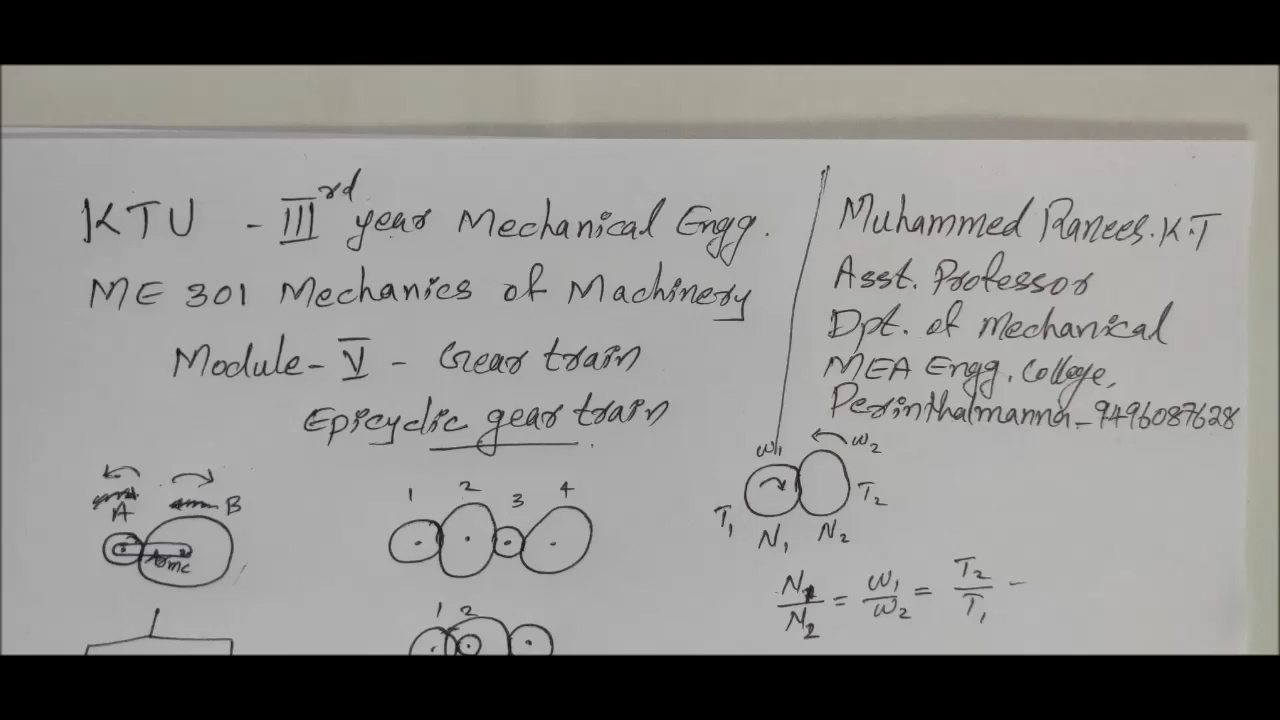 KTU - IIIrd year Mechanical Engg.
ME 301 Mechanics of Machinery
Module - V - Gear train
Epicyclic gear train
Muhammed Ranees. K.T
Asst. Professor
Dpt. of Mechanical
MEA Engg. College,
Perinthalmanna - 9496087628
A
B
Arm C
1 2 3 4
1 2
ω1 ω2
T1 T2
N1 N2
N1/N2 = ω1/ω2 = T2/T1 -